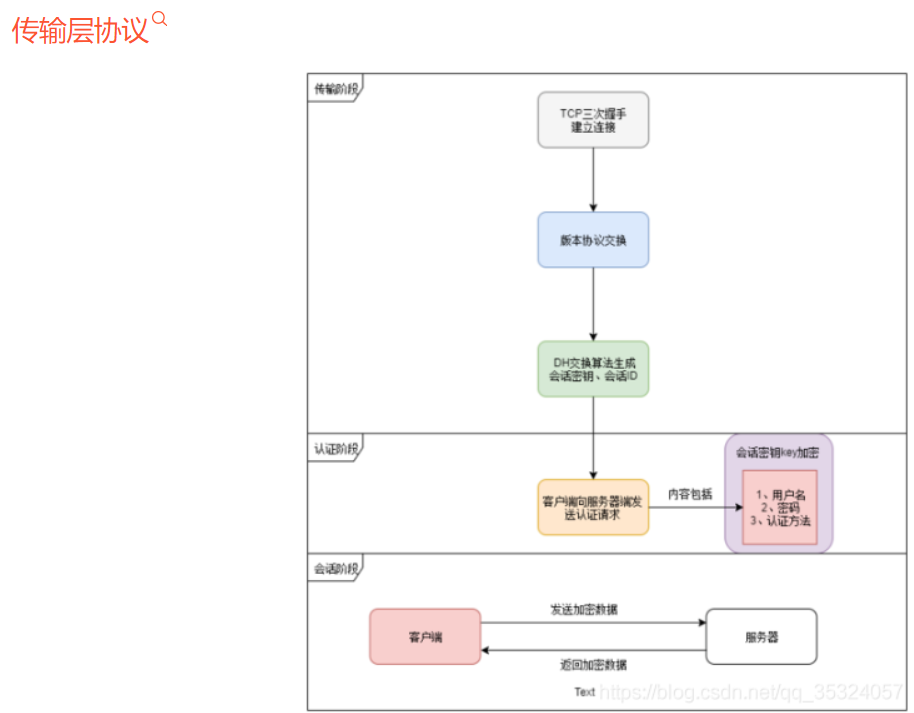 传输层协议
传输阶段
TCP三次握手
建立连接
版本协议交换
DH交换算法生成
会话密钥、会话ID
认证阶段
会话密钥key加密
客户端向服务器端发
送认证请求
内容包括
1、用户名
2、密码
3、认证方法
会话阶段
发送加密数据
客户端
服务器
返回加密数据
Text
https://blog.csdn.net/qq_35324057